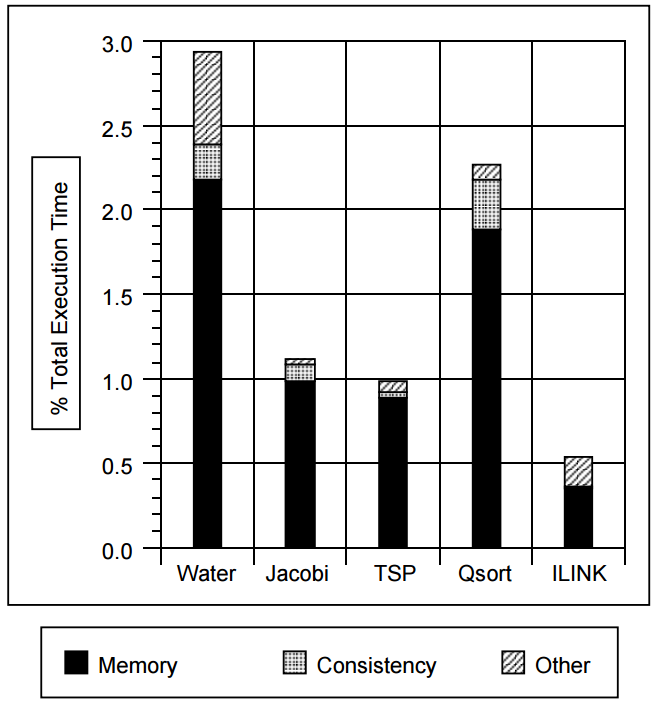 3.0
2.5
2.0
1.5
1.0
0.5
0.0
% Total Execution Time
Water Jacobi TSP Qsort ILINK
Memory Consistency Other